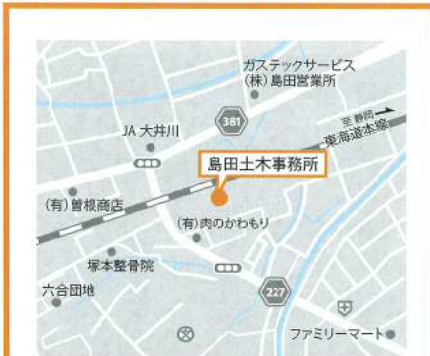 ガステックサービス
(株)島田営業所
381
至 静岡
東海道本線
JA 大井川
島田土木事務所
(有)曽根商店
(有)肉のかわもり
塚本整骨院
227
六合団地
ファミリーマート